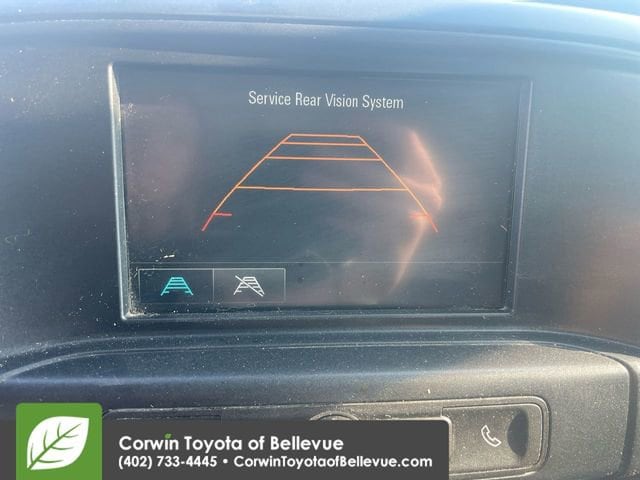 Service Rear Vision System
Corwin Toyota of Bellevue
(402) 733-4445 • CorwinToyotaofBellevue.com